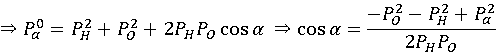 ⇒ P_α^0 = P_H^2 + P_O^2 + 2P_H P_O cos α ⇒ cos α = (−P_O^2 − P_H^2 + P_α^2) / (2P_H P_O)